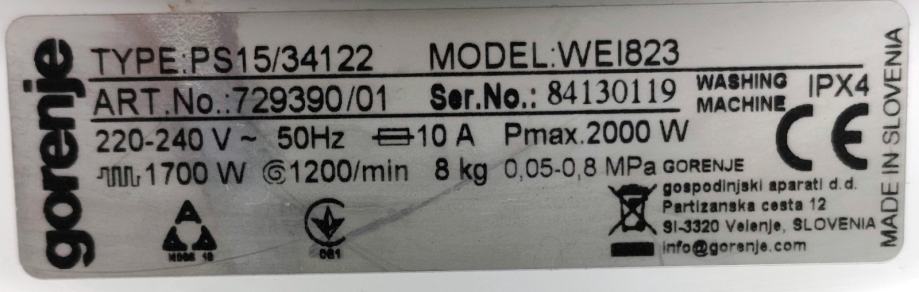 gorenje
TYPE:PS15/34122 MODEL:WEI823
ART.No.:729390/01 Ser.No.: 84130119 WASHING MACHINE IPX4
220-240 V ~ 50Hz 10 A Pmax.2000 W CE
1700 W 1200/min 8 kg 0,05-0,8 MPa GORENJE
gospodinjski aparati d.d.
Partizanska cesta 12
SI-3320 Velenje, SLOVENIA
info@gorenje.com
MADE IN SLOVENIA